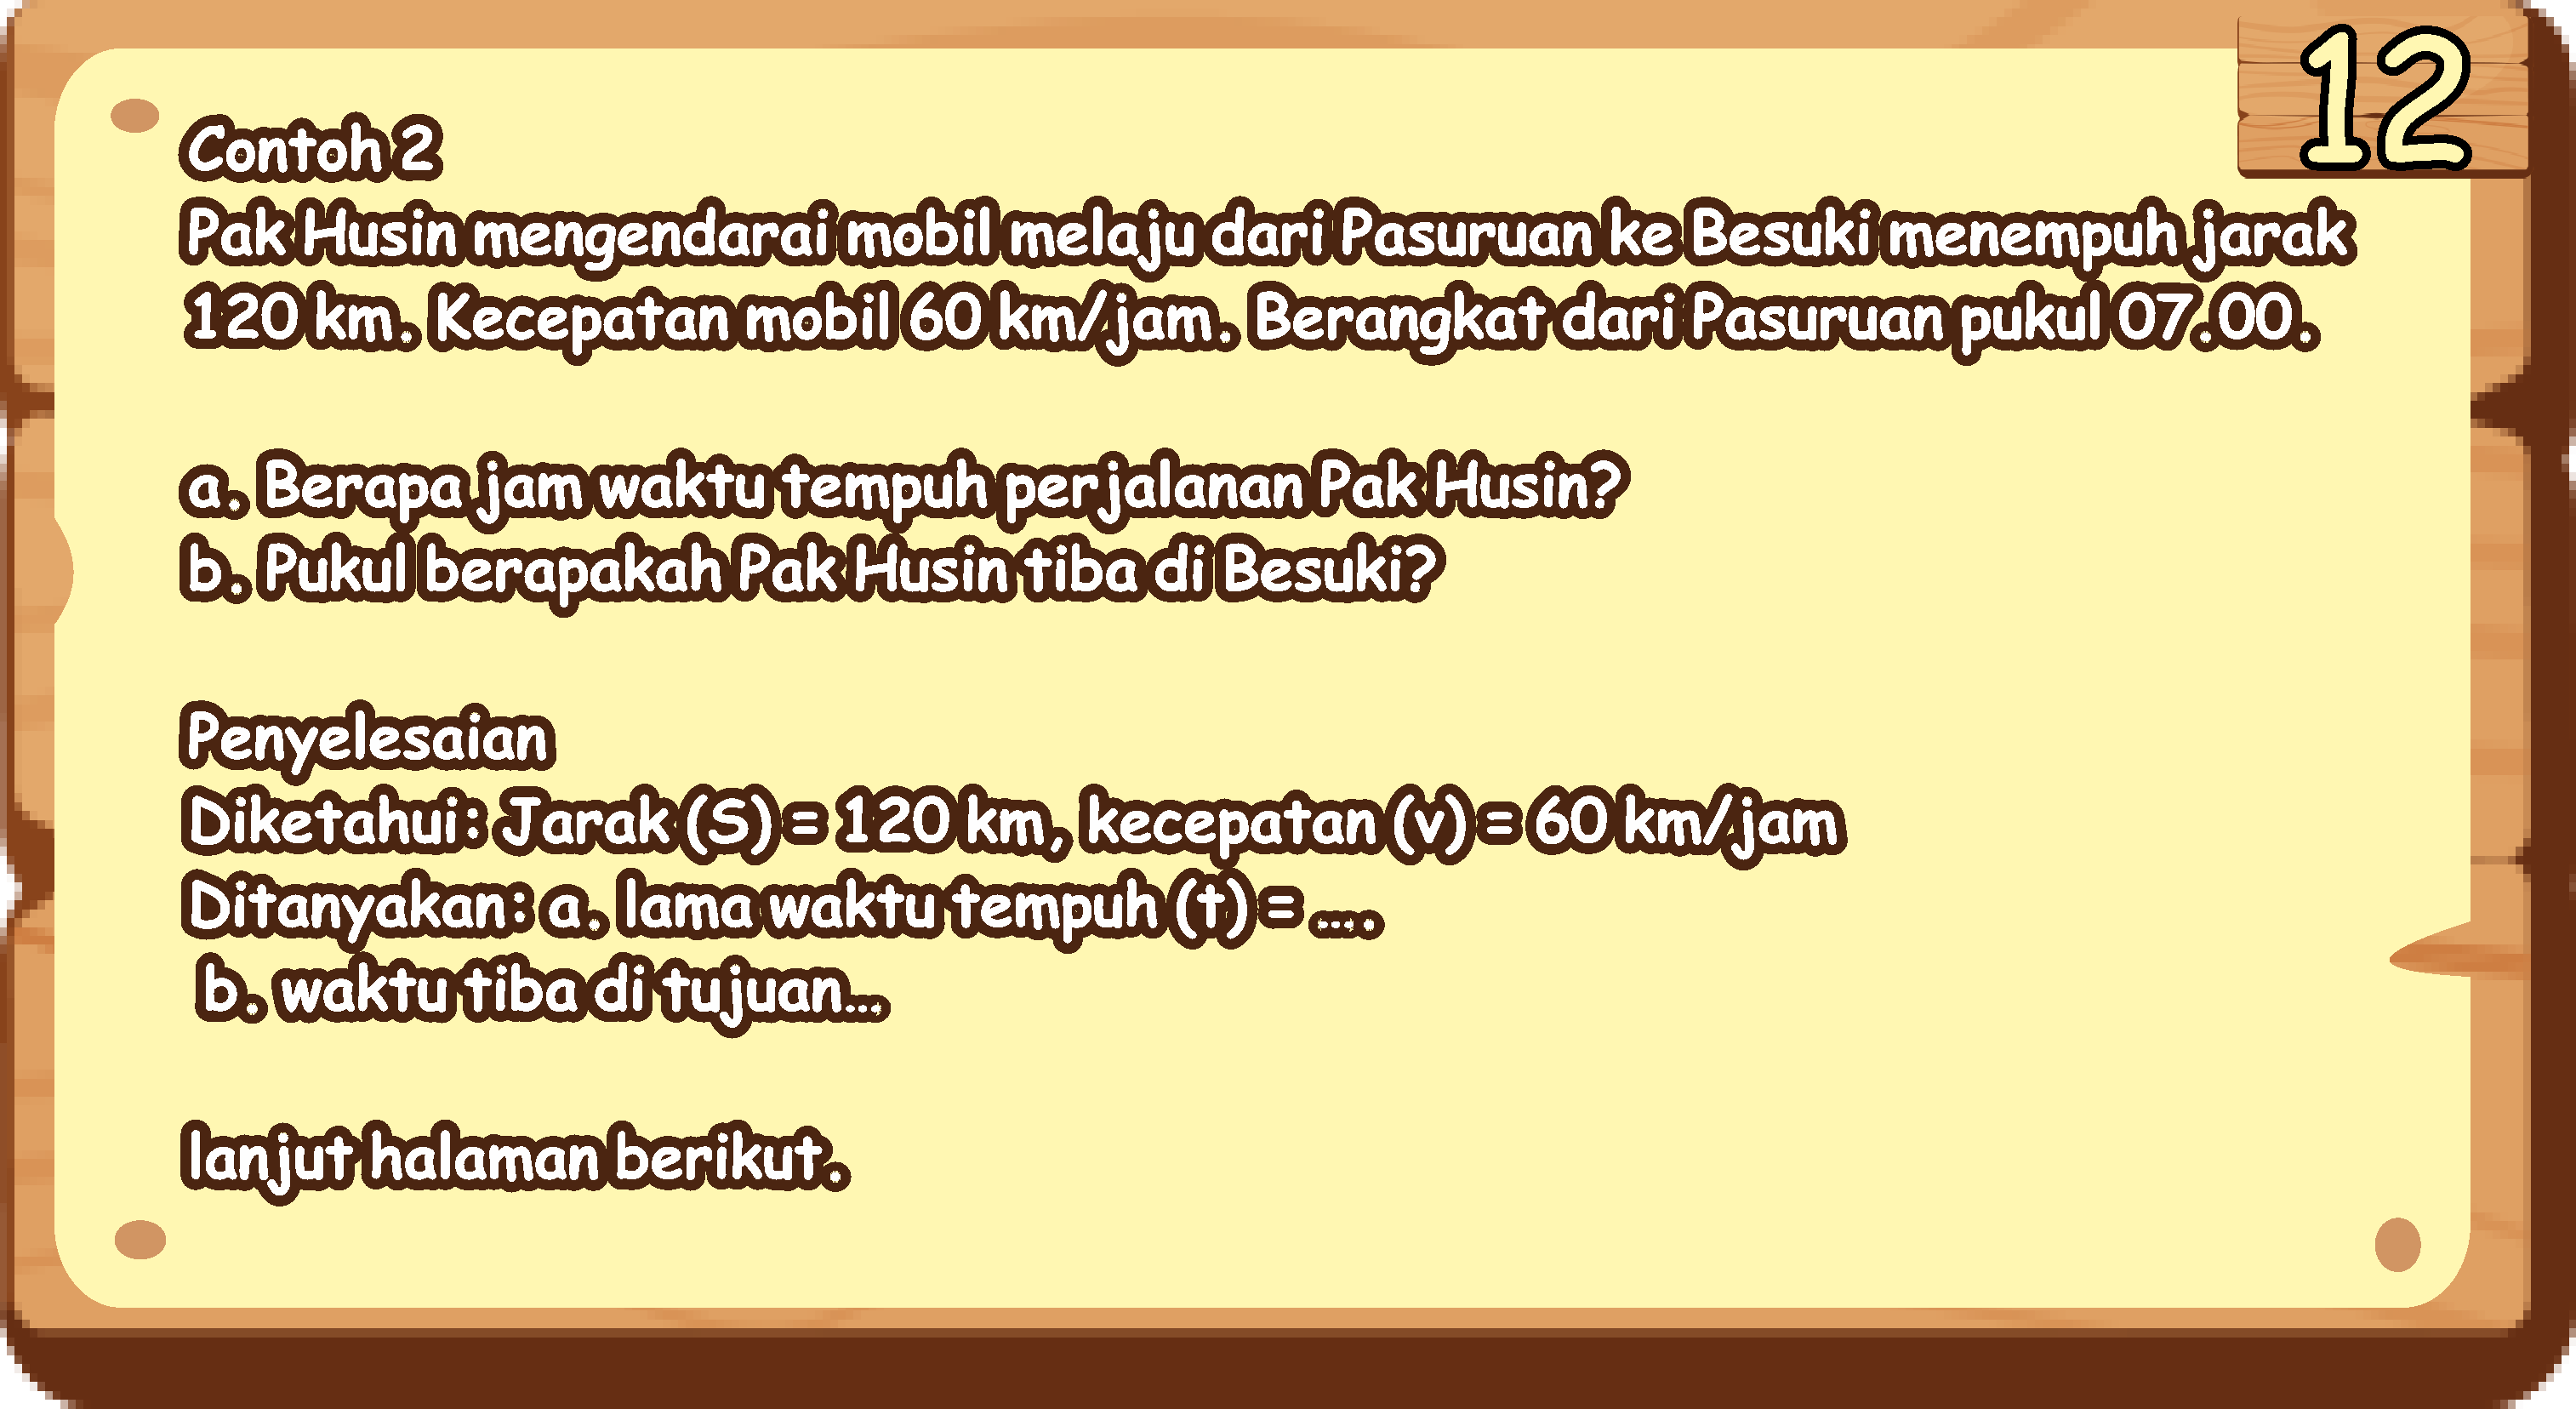 12
Contoh 2
Pak Husin mengendarai mobil melaju dari Pasuruan ke Besuki menempuh jarak
120 km. Kecepatan mobil 60 km/jam. Berangkat dari Pasuruan pukul 07.00.
a. Berapa jam waktu tempuh perjalanan Pak Husin?
b. Pukul berapakah Pak Husin tiba di Besuki?
Penyelesaian
Diketahui: Jarak (S) = 120 km, kecepatan (v) = 60 km/jam
Ditanyakan: a. lama waktu tempuh (t) = ....
b. waktu tiba di tujuan...
lanjut halaman berikut.